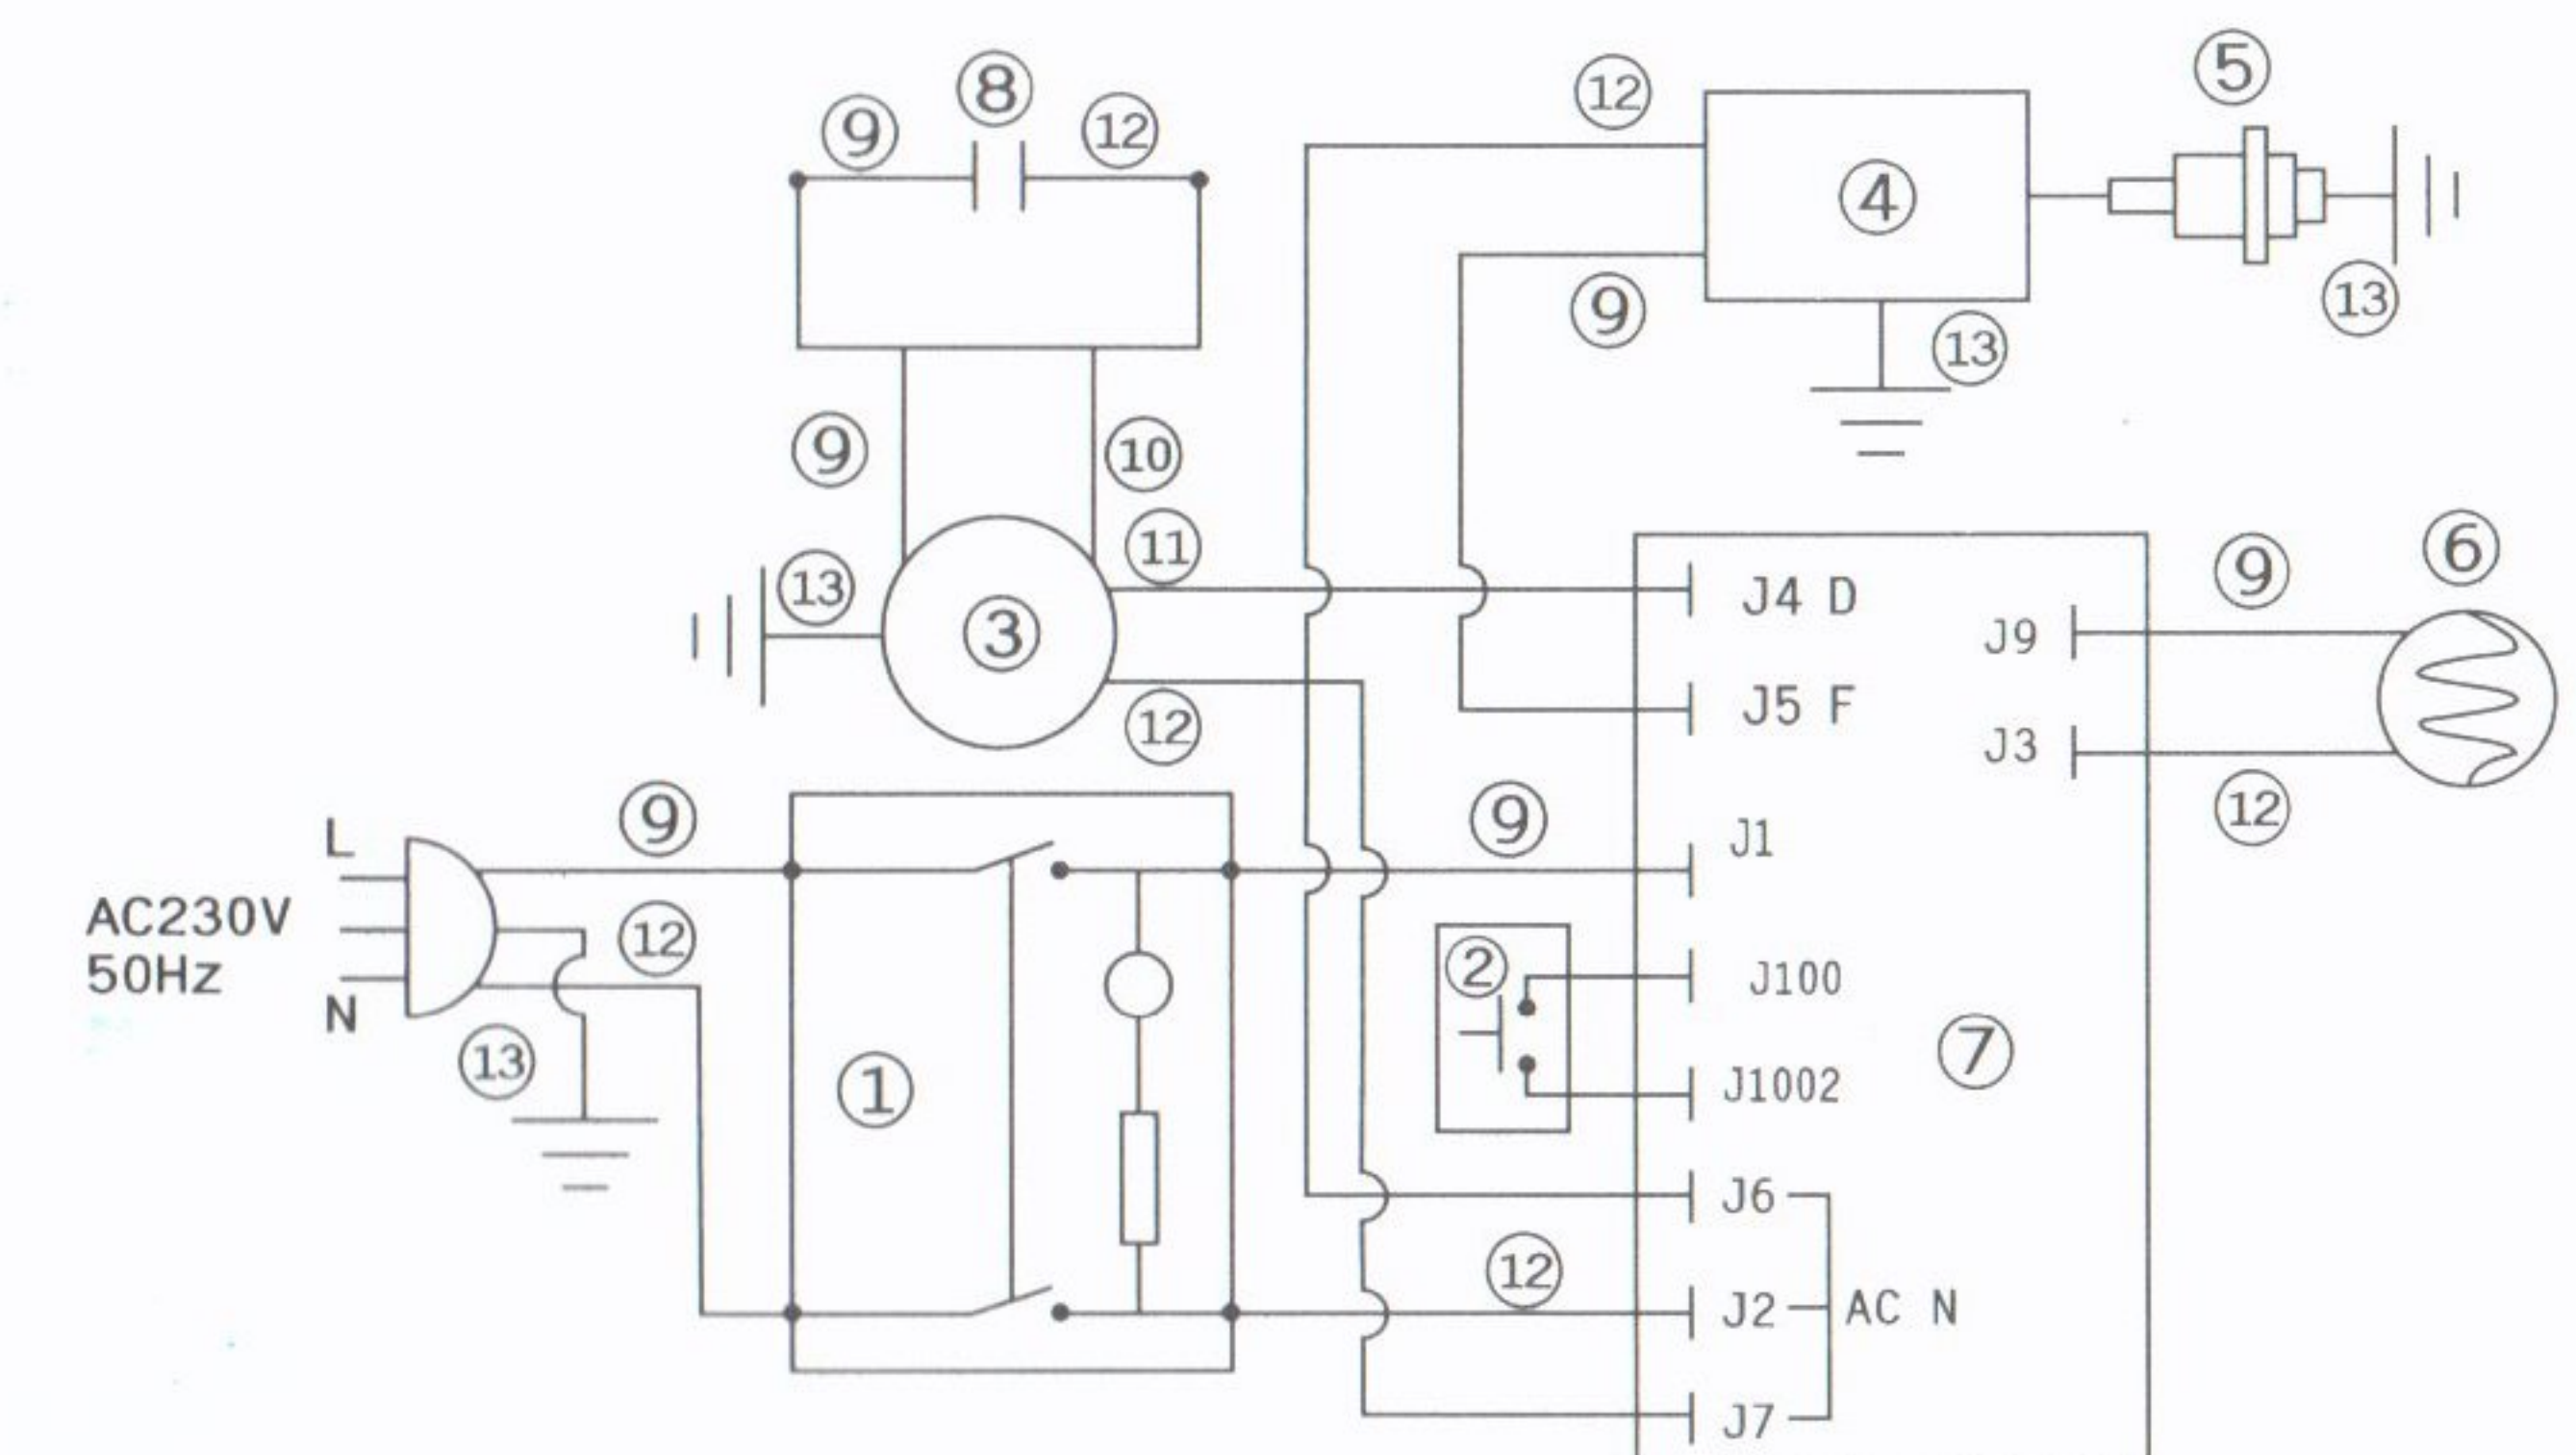 ⑤
⑧
⑫
⑨
⑫
④
⑨
⑬
⑬
⑨
⑩
⑪
⑥
⑨
⑬
③
J4 D
J9
J5 F
⑫
J3
⑨
⑨
⑫
L
J1
AC230V
⑫
50Hz
②
J100
N
⑬
①
⑦
J1002
J6
⑫
J2
AC N
J7